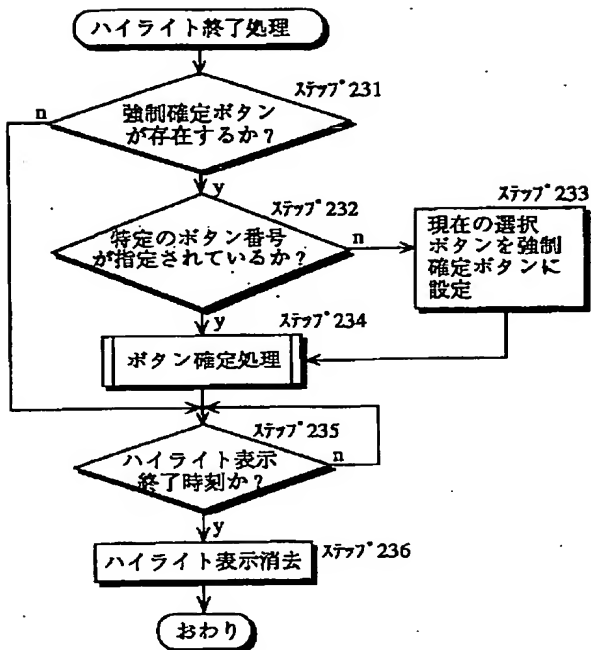 ハイライト終了処理
ステップ231
n
強制確定ボタン
が存在するか?
y
ステップ232
特定のボタン番号
が指定されているか?
n
ステップ233
現在の選択
ボタンを強制
確定ボタンに
設定
y
ステップ234
ボタン確定処理
ステップ235
ハイライト表示
終了時刻か?
n
y
ハイライト表示消去
ステップ236
おわり